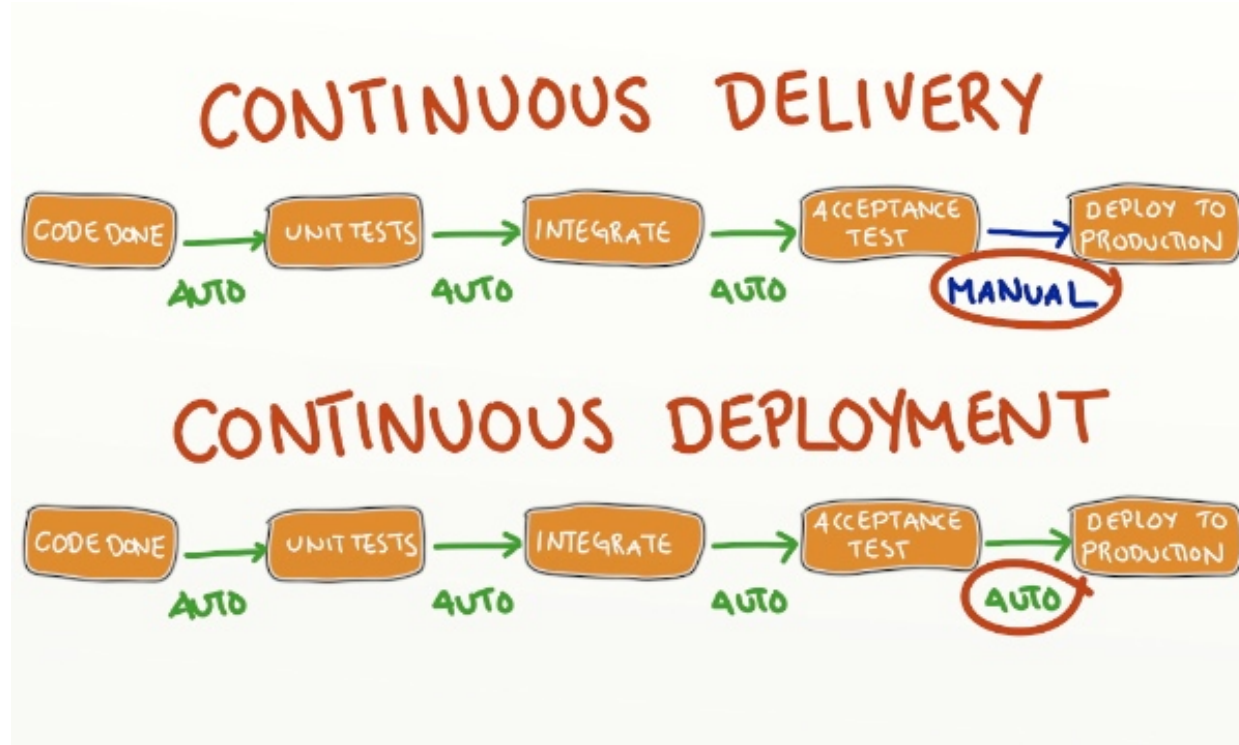 CONTINUOUS DELIVERY
CODE DONE
UNIT TESTS
INTEGRATE
ACCEPTANCE
TEST
DEPLOY TO
PRODUCTION
AUTO
AUTO
AUTO
MANUAL
CONTINUOUS DEPLOYMENT
CODE DONE
UNIT TESTS
INTEGRATE
ACCEPTANCE
TEST
DEPLOY TO
PRODUCTION
AUTO
AUTO
AUTO
AUTO